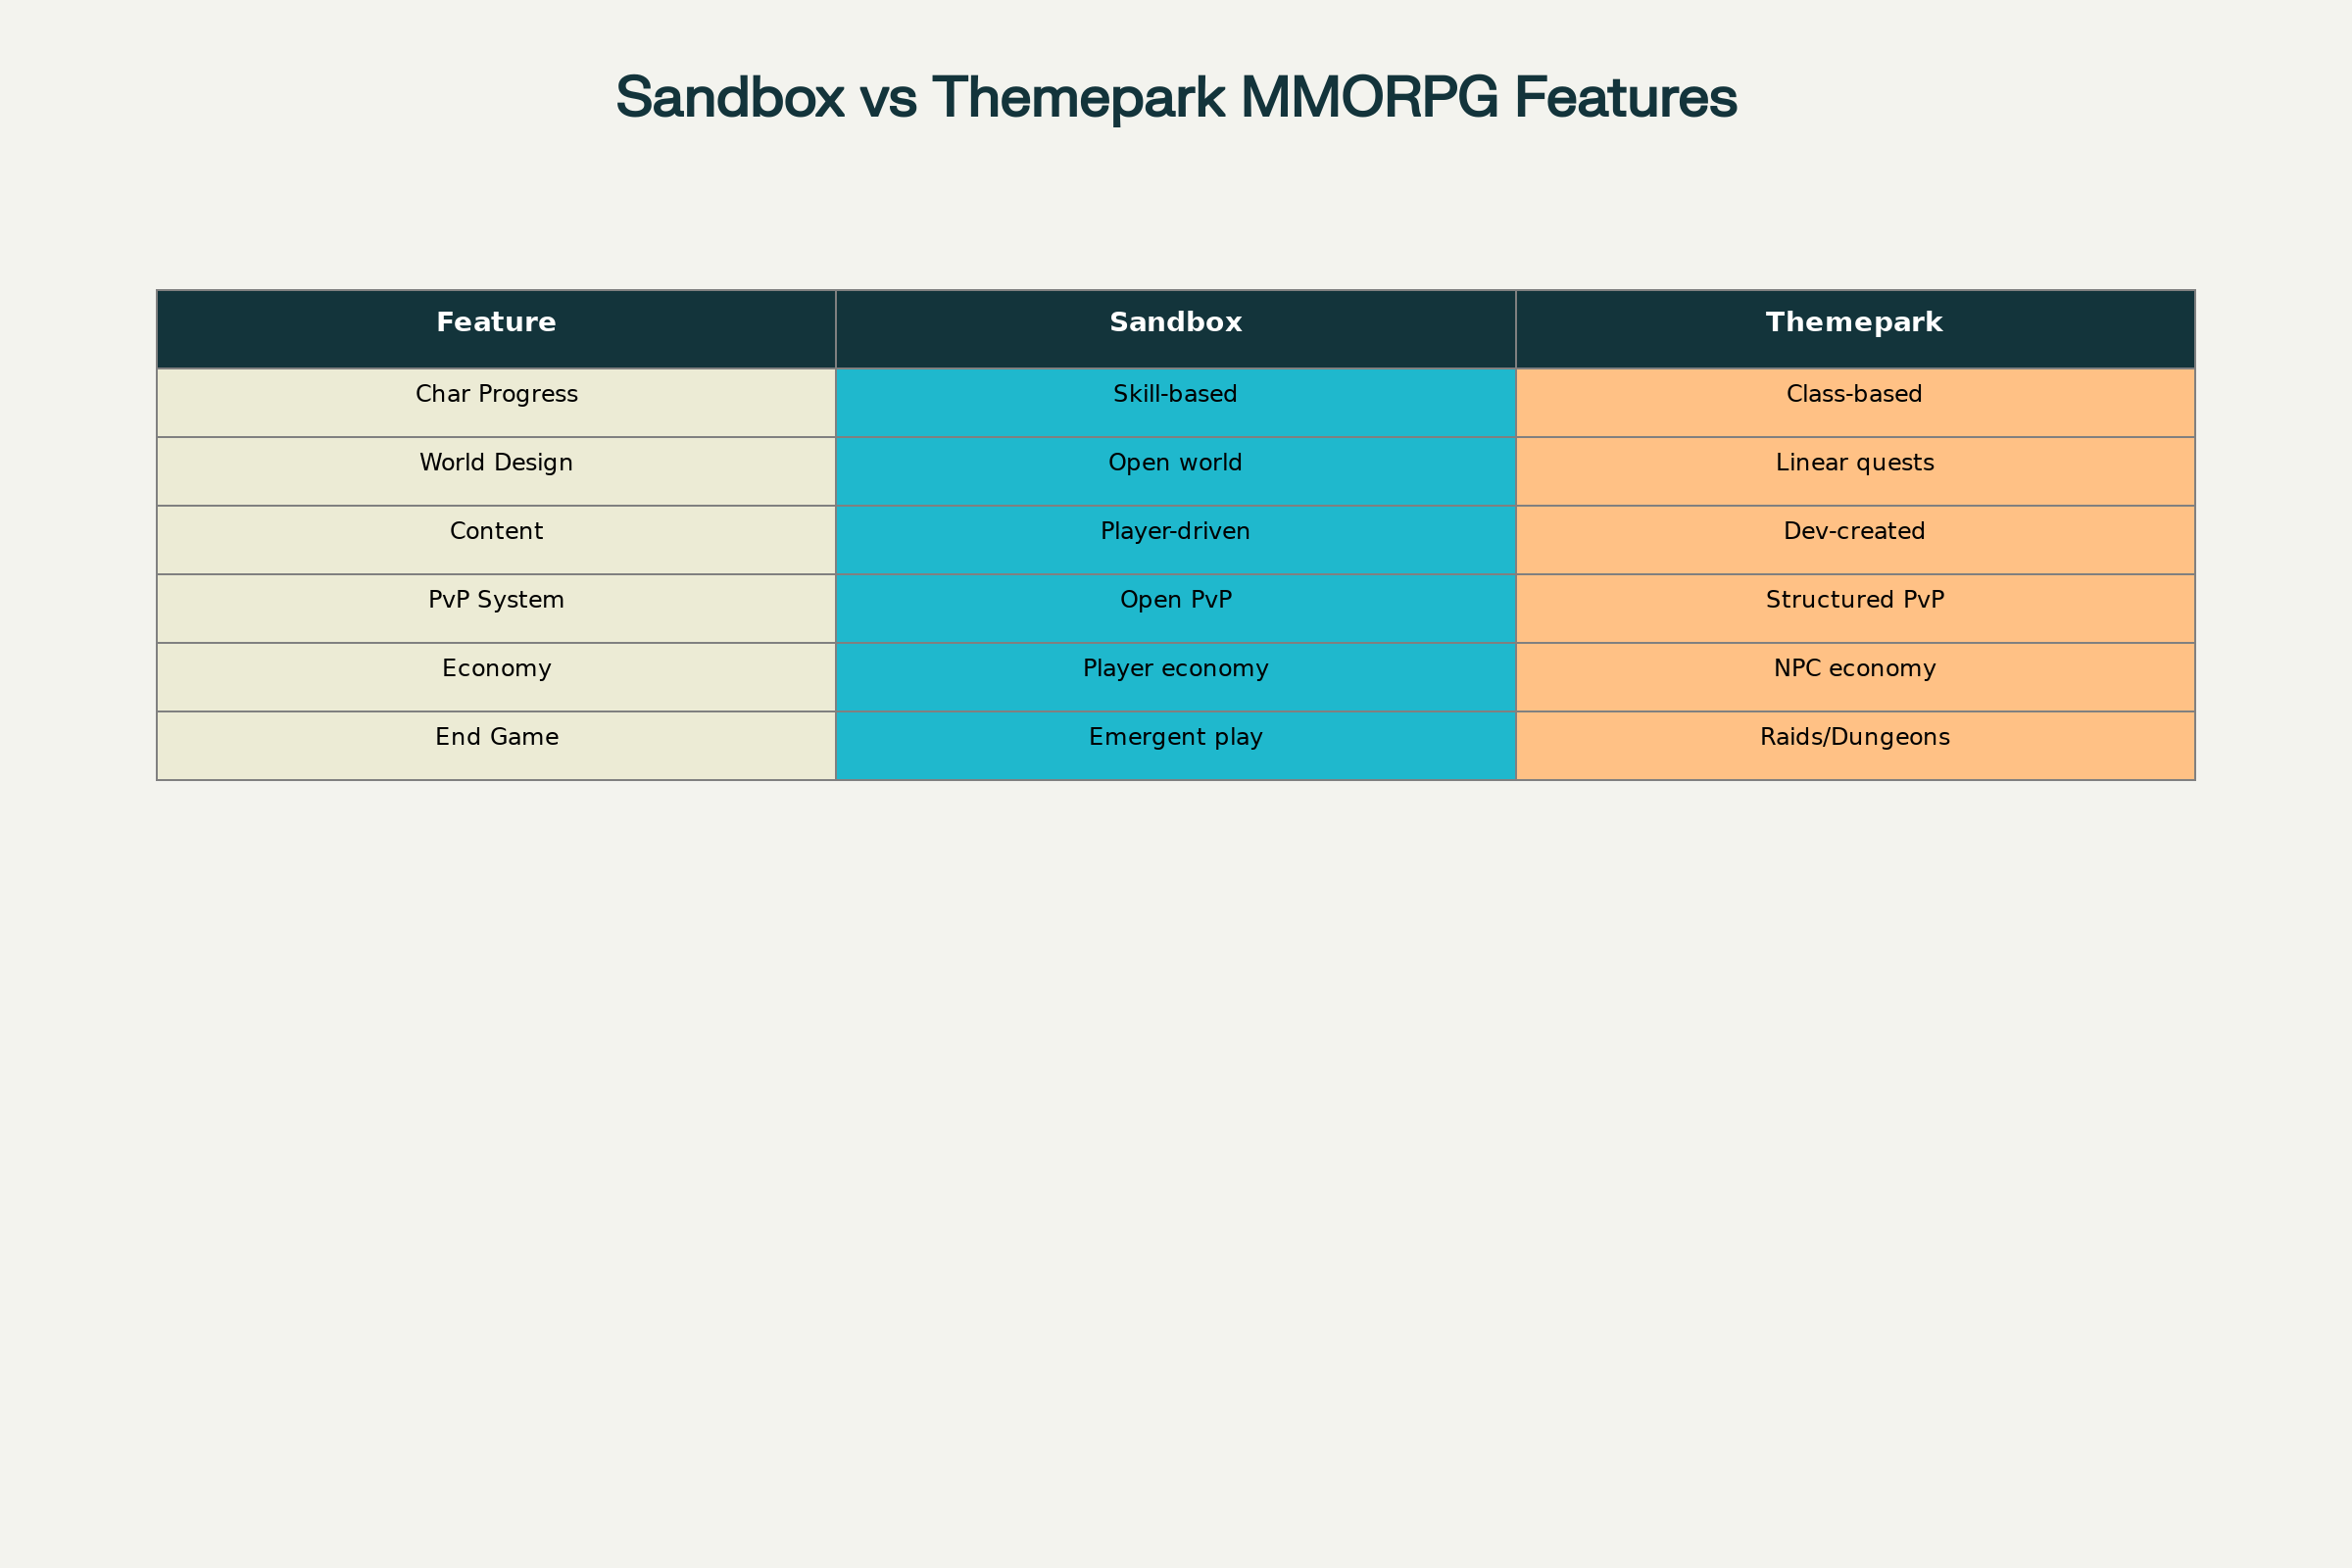 Sandbox vs Themepark MMORPG Features
Feature Sandbox Themepark
Char Progress Skill-based Class-based
World Design Open world Linear quests
Content Player-driven Dev-created
PvP System Open PvP Structured PvP
Economy Player economy NPC economy
End Game Emergent play Raids/Dungeons